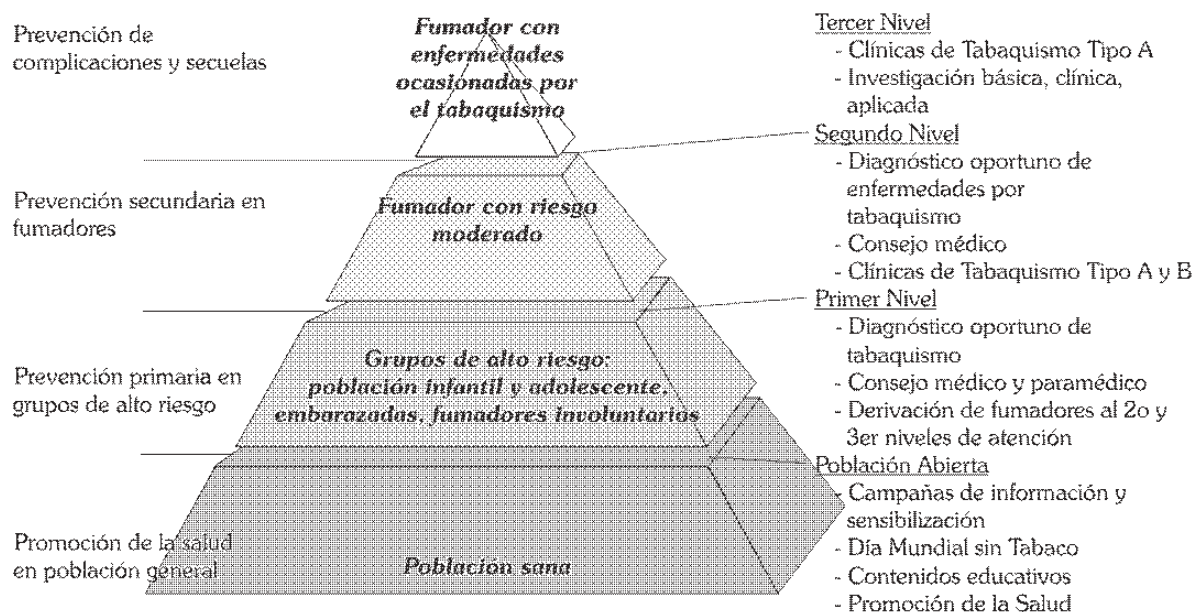 Prevención de
complicaciones y secuelas
Fumador con
enfermedades
ocasionadas por
el tabaquismo
Tercer Nivel
- Clínicas de Tabaquismo Tipo A
- Investigación básica, clínica,
aplicada
Prevención secundaria en
fumadores
Fumador con riesgo
moderado
Segundo Nivel
- Diagnóstico oportuno de
enfermedades por
tabaquismo
- Consejo médico
- Clínicas de Tabaquismo Tipo A y B
Prevención primaria en
grupos de alto riesgo
Grupos de alto riesgo:
población infantil y adolescente,
embarazadas, fumadores involuntarios
Primer Nivel
- Diagnóstico oportuno de
tabaquismo
- Consejo médico y paramédico
- Derivación de fumadores al 2o y
3er niveles de atención
Promoción de la salud
en población general
Población sana
Población Abierta
- Campañas de información y
sensibilización
- Día Mundial sin Tabaco
- Contenidos educativos
- Promoción de la Salud